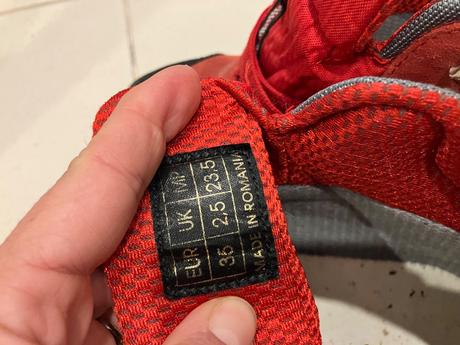 EUR UK MP
35 2,5 23.5
MADE IN ROMANIA